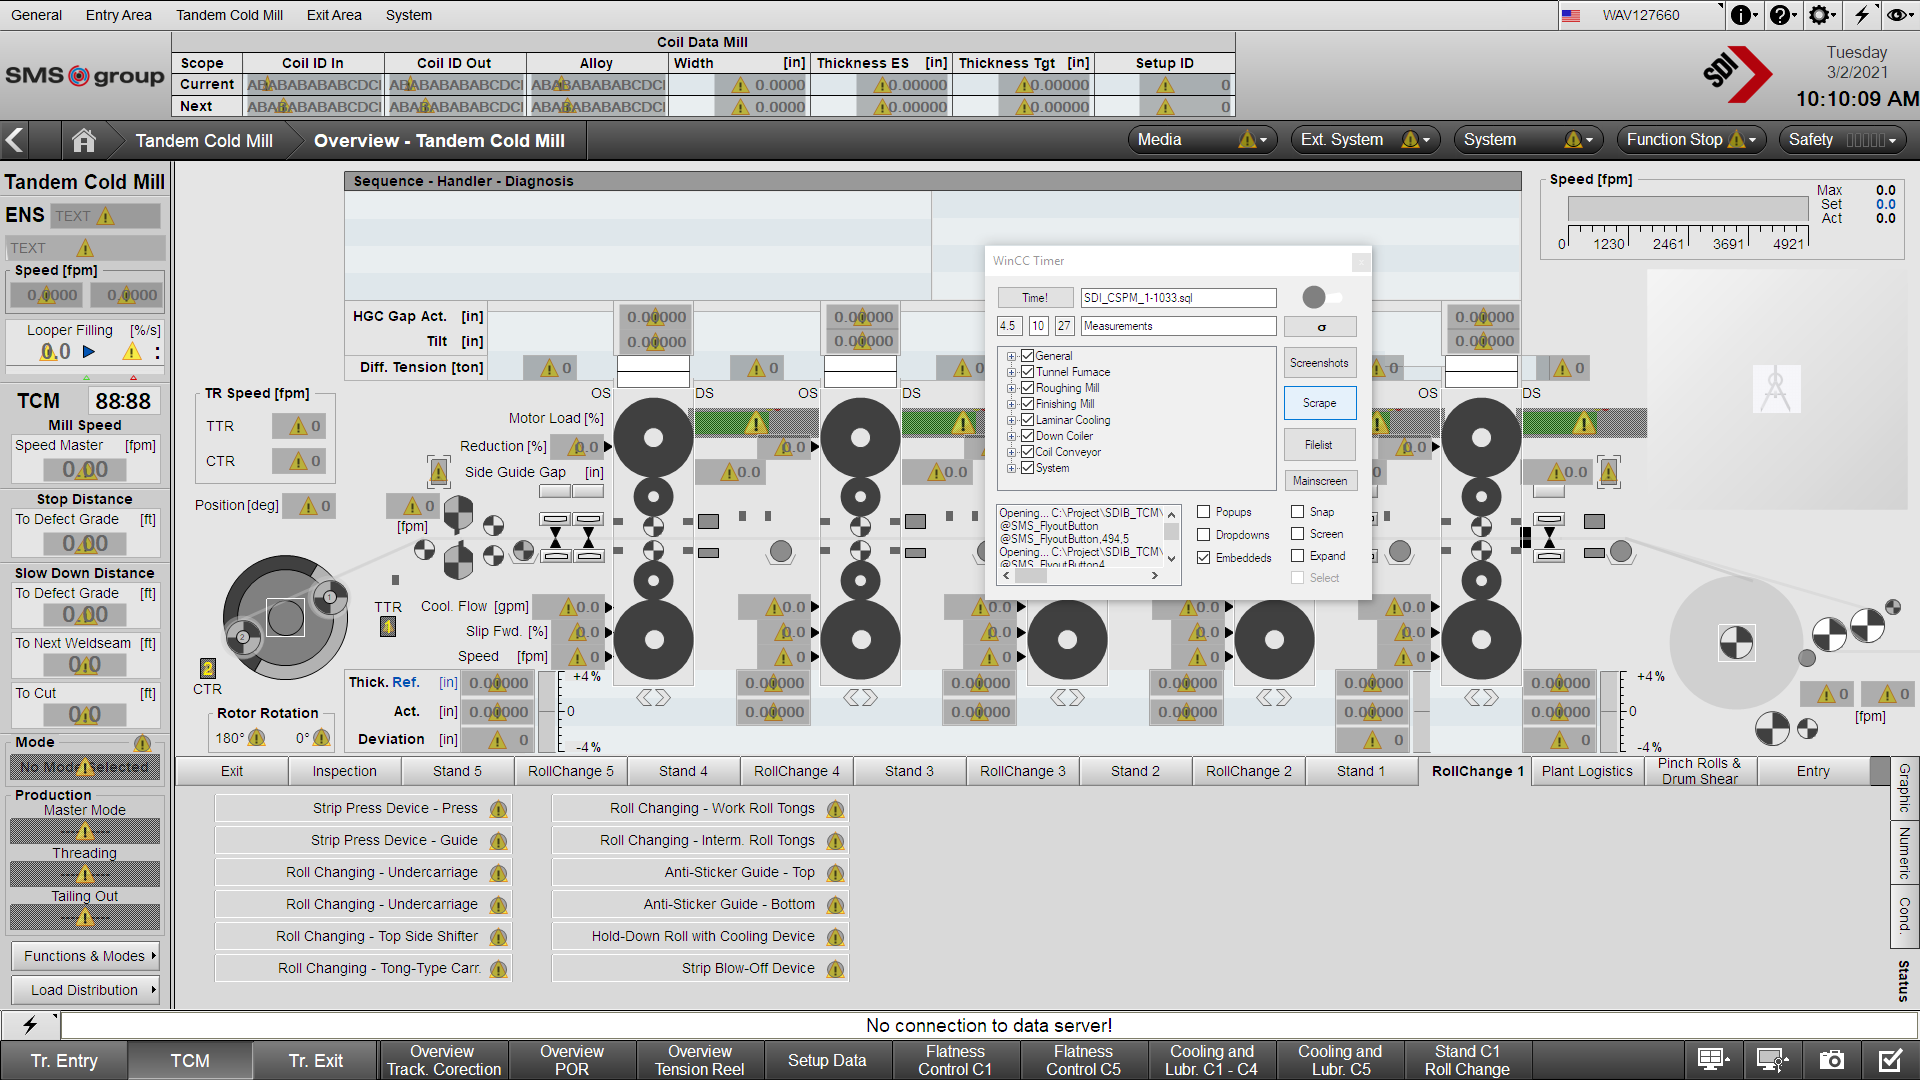 General Entry Area Tandem Cold Mill Exit Area System
WAV127660
SMS group
Coil Data Mill
Scope Coil ID In Coil ID Out Alloy Width [in] Thickness ES [in] Thickness Tgt [in] Setup ID
Current 0.0000 0.00000 0.00000 0
Next 0.0000 0.00000 0.00000 0
SDI
Tuesday
3/2/2021
10:10:09 AM
Tandem Cold Mill
Overview - Tandem Cold Mill
Media Ext. System System Function Stop Safety
Tandem Cold Mill
ENS TEXT
TEXT
Speed [fpm]
0.0000 0.0000
Looper Filling [%/s]
0.0 :
TCM 88:88
Mill Speed
Speed Master [fpm]
0.00
Stop Distance
To Defect Grade [ft]
0.00
Slow Down Distance
To Defect Grade [ft]
0.00
To Next Weldseam [ft]
0.0
To Cut [ft]
0.0
Mode
No Mode Selected
Production
Master Mode
Threading
Tailing Out
Functions & Modes
Load Distribution
Sequence - Handler - Diagnosis
HGC Gap Act. [in] 0.00000 0.00000 0.00000
Tilt [in] 0.00000 0.00000 0.00000
Diff. Tension [ton] 0 0 0 0
OS DS OS DS OS DS
Motor Load [%]
Reduction [%] 0.0 0.0 0.0
Side Guide Gap [in] 0.0 0.0 0.0
TR Speed [fpm]
TTR 0
CTR 0
Position [deg] 0
0
[fpm]
1
2
TTR
1
2
CTR
Rotor Rotation
180° 0°
Cool. Flow [gpm] 0.0 0.0 0.0 0.0 0.0
Slip Fwd. [%] 0.0 0.0 0.0 0.0 0.0
Speed [fpm] 0 0 0 0 0
Thick. Ref. [in] 0.00000 +4 % 0.00000 0.00000 0.00000 0.00000 0.00000 +4 %
Act. [in] 0.00000 0 0.00000 0.00000 0.00000 0.00000 0.00000 0
Deviation [in] 0 -4 % 0 0 -4 %
Speed [fpm]
Max 0.0
Set 0.0
Act 0.0
0 1230 2461 3691 4921
0 0
[fpm]
WinCC Timer
x
Time! SDI_CSPM_1-1033.sql
4.5 10 27 Measurements σ
General
Tunnel Furnace
Roughing Mill
Finishing Mill
Laminar Cooling
Down Coiler
Coil Conveyor
System
Screenshots
Scrape
Filelist
Mainscreen
Opening... C:\Project\SDIB_TCM\
@SMS_FlyoutButton
@SMS_FlyoutButton,494,5
Opening... C:\Project\SDIB_TCM\
@SMS_FlyoutButton4
Popups Snap
Dropdowns Screen
Embeddeds Expand
Select
Exit Inspection Stand 5 RollChange 5 Stand 4 RollChange 4 Stand 3 RollChange 3 Stand 2 RollChange 2 Stand 1 RollChange 1 Plant Logistics Pinch Rolls & Drum Shear Entry
Strip Press Device - Press Roll Changing - Work Roll Tongs
Strip Press Device - Guide Roll Changing - Interm. Roll Tongs
Roll Changing - Undercarriage Anti-Sticker Guide - Top
Roll Changing - Undercarriage Anti-Sticker Guide - Bottom
Roll Changing - Top Side Shifter Hold-Down Roll with Cooling Device
Roll Changing - Tong-Type Carr. Strip Blow-Off Device
Graphic
Numeric
Cond.
Status
No connection to data server!
Tr. Entry TCM Tr. Exit
Overview Track. Corection
Overview POR
Overview Tension Reel
Setup Data
Flatness Control C1
Flatness Control C5
Cooling and Lubr. C1 - C4
Cooling and Lubr. C5
Stand C1 Roll Change